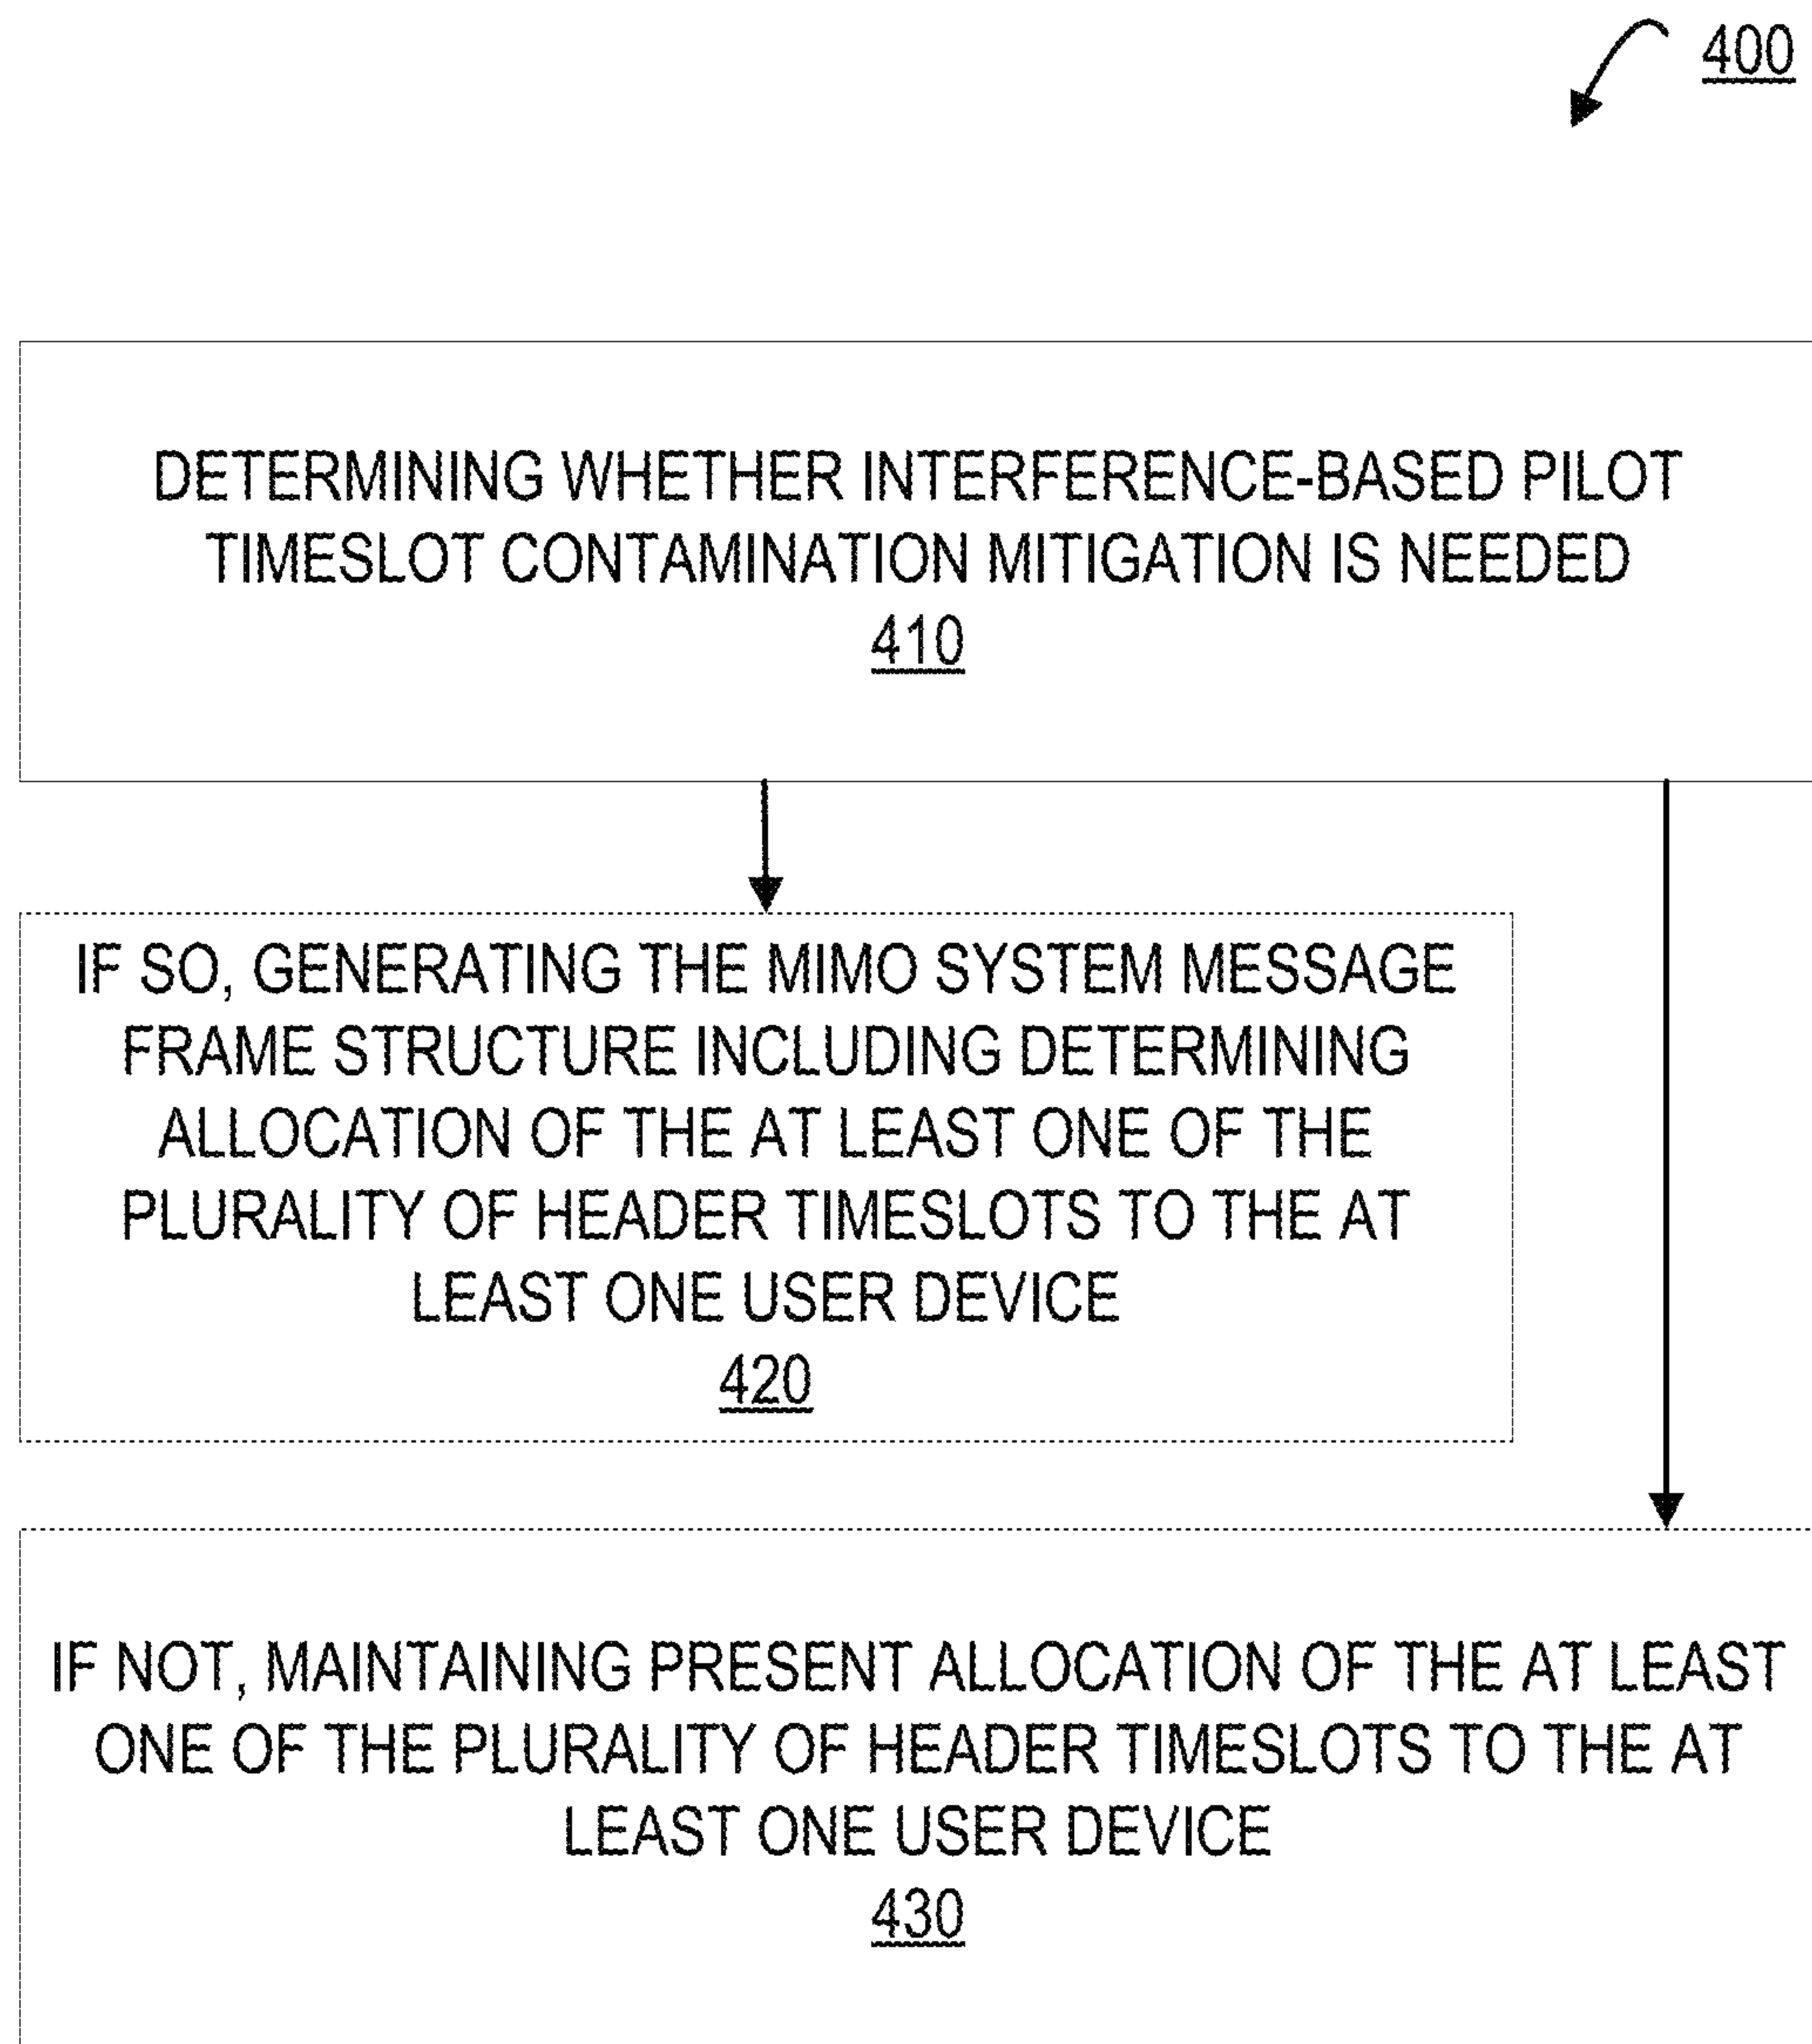 400
DETERMINING WHETHER INTERFERENCE-BASED PILOT
TIMESLOT CONTAMINATION MITIGATION IS NEEDED
410
IF SO, GENERATING THE MIMO SYSTEM MESSAGE
FRAME STRUCTURE INCLUDING DETERMINING
ALLOCATION OF THE AT LEAST ONE OF THE
PLURALITY OF HEADER TIMESLOTS TO THE AT
LEAST ONE USER DEVICE
420
IF NOT, MAINTAINING PRESENT ALLOCATION OF THE AT LEAST
ONE OF THE PLURALITY OF HEADER TIMESLOTS TO THE AT
LEAST ONE USER DEVICE
430